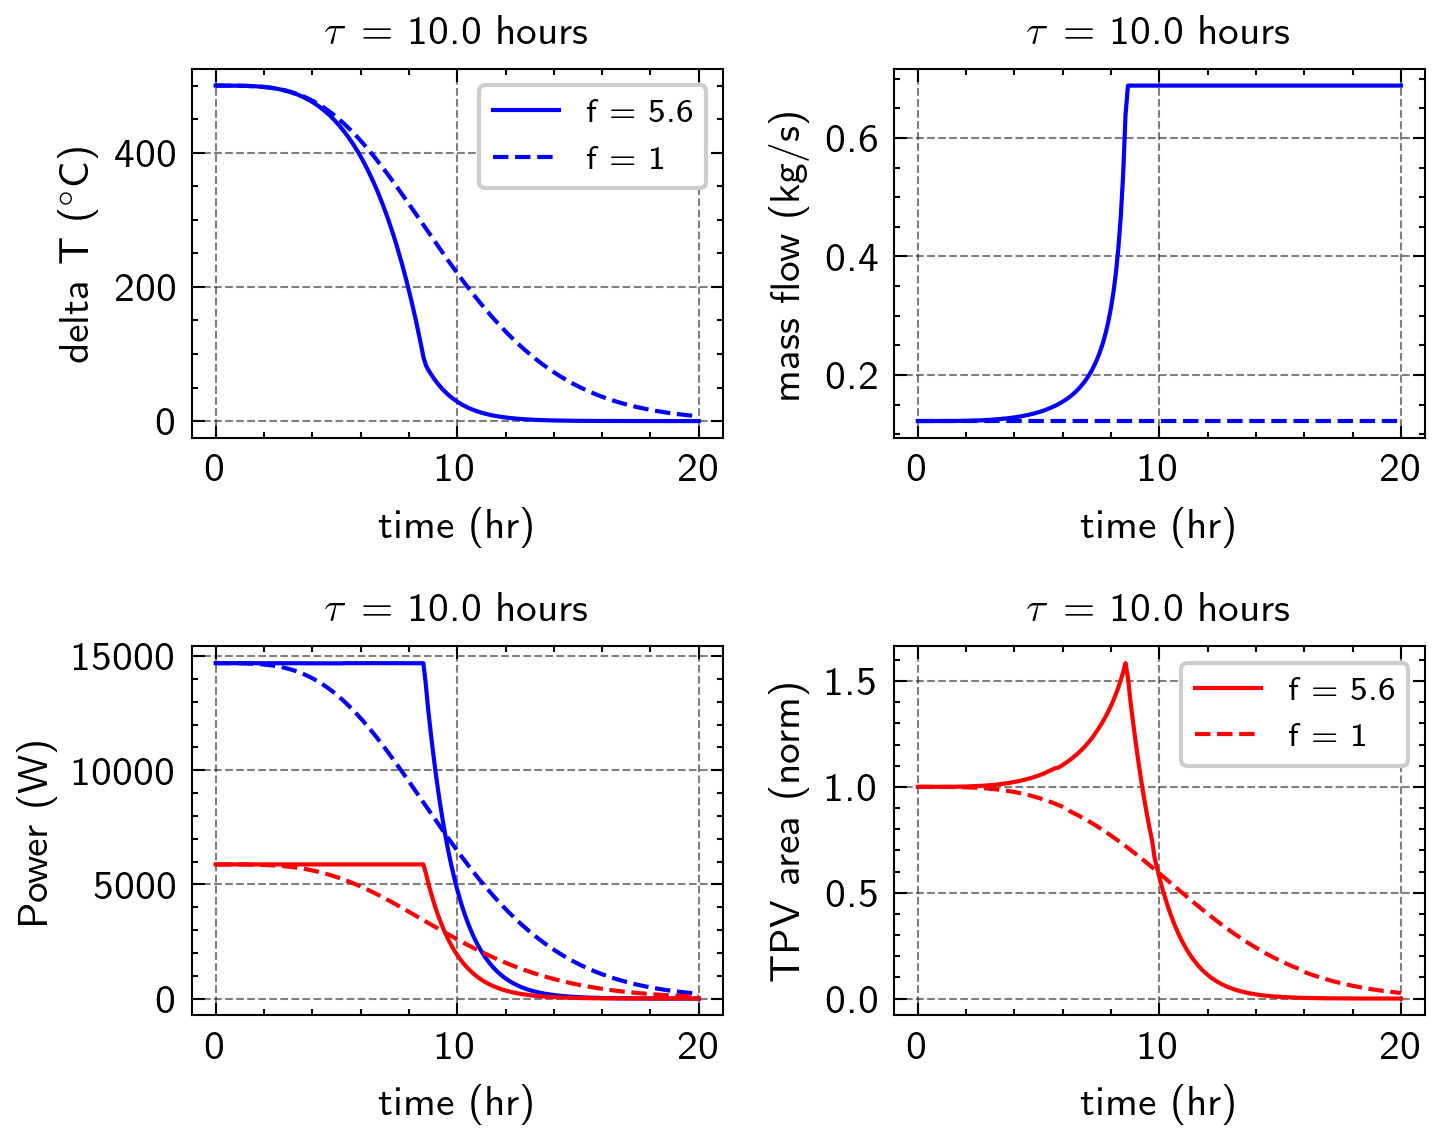 τ = 10.0 hours
delta T (°C)
400
200
0
f = 5.6
f = 1
0 10 20
time (hr)
τ = 10.0 hours
mass flow (kg/s)
0.6
0.4
0.2
0 10 20
time (hr)
τ = 10.0 hours
Power (W)
15000
10000
5000
0
0 10 20
time (hr)
τ = 10.0 hours
TPV area (norm)
1.5
1.0
0.5
0.0
f = 5.6
f = 1
0 10 20
time (hr)